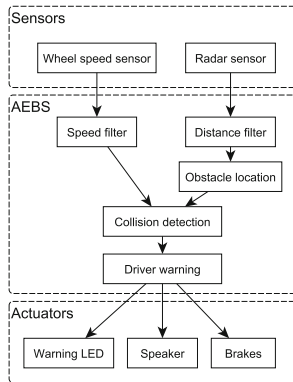 Sensors
Wheel speed sensor
Radar sensor
AEBS
Speed filter
Distance filter
Obstacle location
Collision detection
Driver warning
Actuators
Warning LED
Speaker
Brakes